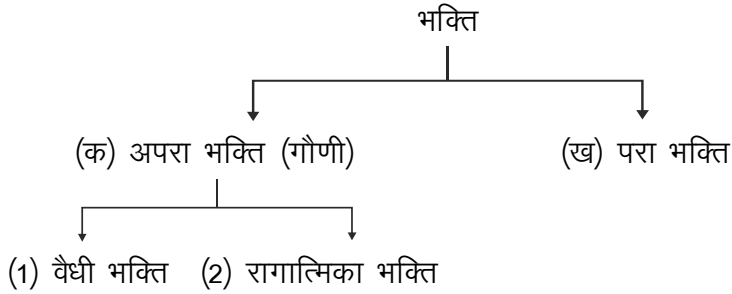 भक्ति
(क) अपरा भक्ति (गौणी) (ख) परा भक्ति
(1) वैधी भक्ति (2) रागात्मिका भक्ति